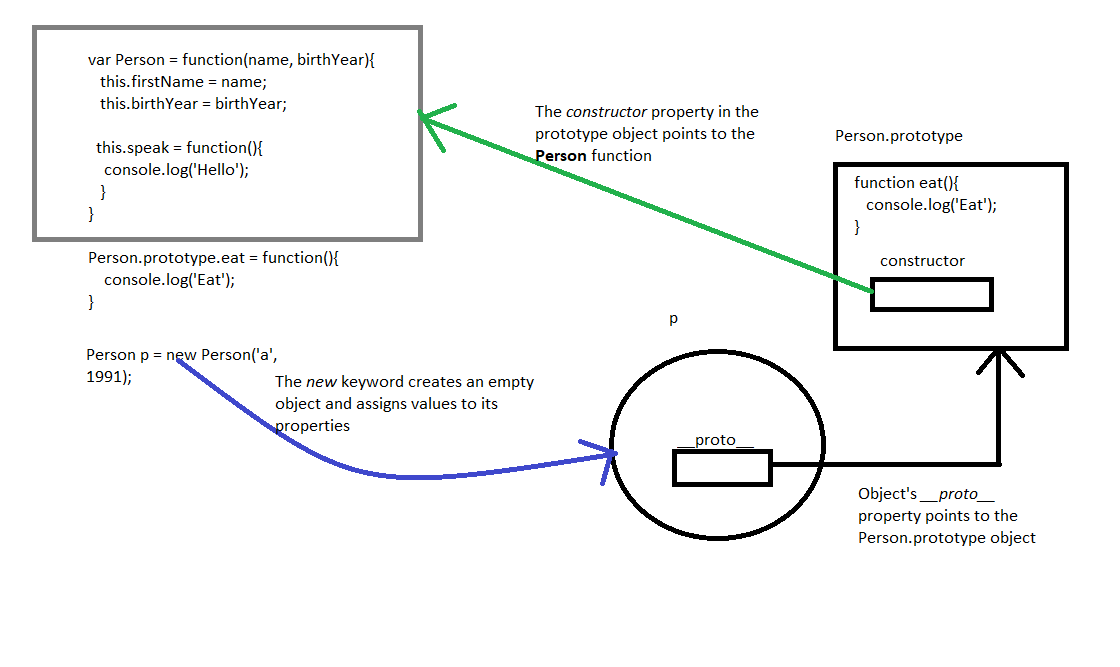 var Person = function(name, birthYear){
this.firstName = name;
this.birthYear = birthYear;
this.speak = function(){
console.log('Hello');
}
}
Person.prototype.eat = function(){
console.log('Eat');
}
Person p = new Person('a',
1991);
The new keyword creates an empty
object and assigns values to its
properties
The constructor property in the
prototype object points to the
Person function
Person.prototype
function eat(){
console.log('Eat');
}
constructor
p
__proto__
Object's __proto__
property points to the
Person.prototype object